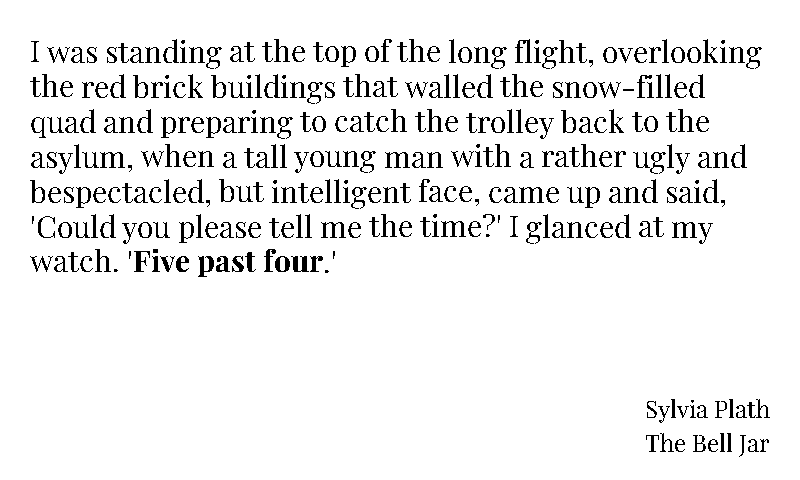 I was standing at the top of the long flight, overlooking
the red brick buildings that walled the snow-filled
quad and preparing to catch the trolley back to the
asylum, when a tall young man with a rather ugly and
bespectacled, but intelligent face, came up and said,
'Could you please tell me the time?' I glanced at my
watch. 'Five past four.'
Sylvia Plath
The Bell Jar